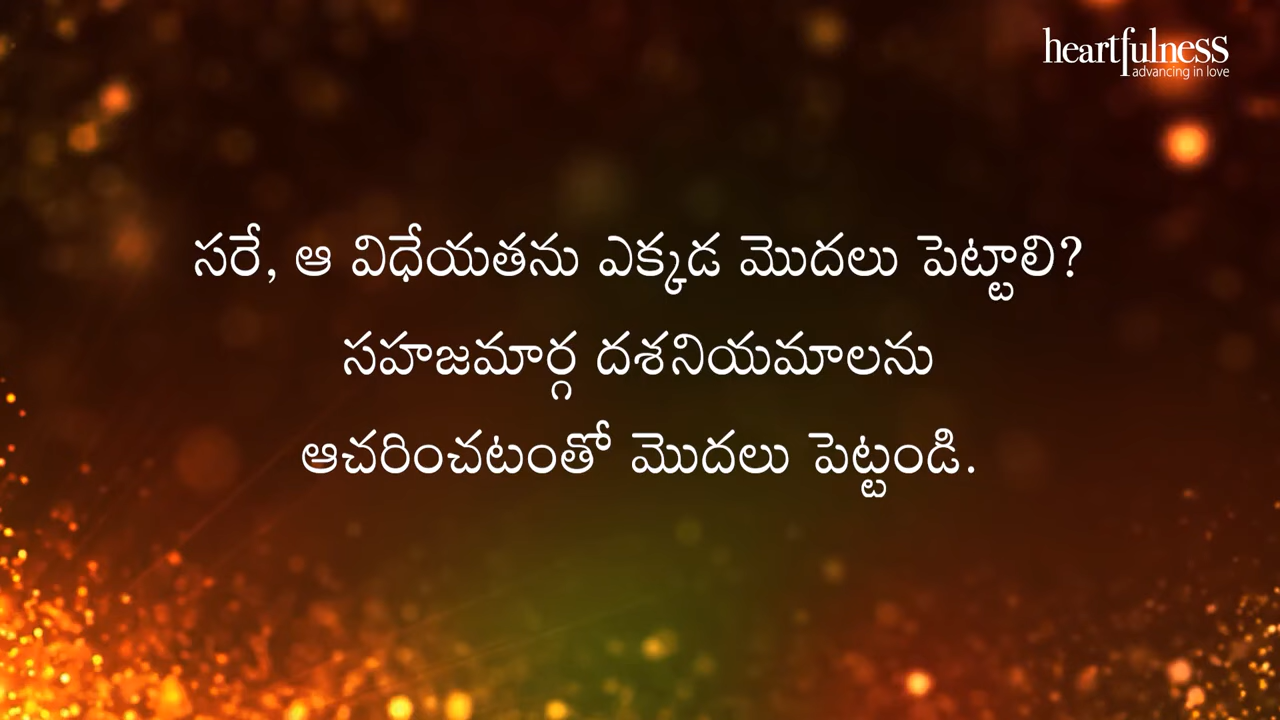 heartfulness
advancing in love
సరే, ఆ విధేయతను ఎక్కడ మొదలు పెట్టాలి?
సహజమార్గ దశనియమాలను
ఆచరించటంతో మొదలు పెట్టండి.